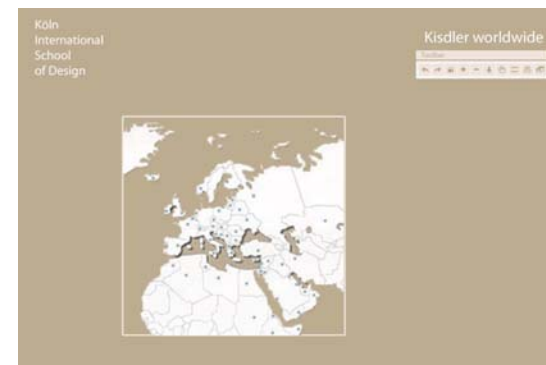 Köln
International
School
of Design
Kisdler worldwide
Toolbar